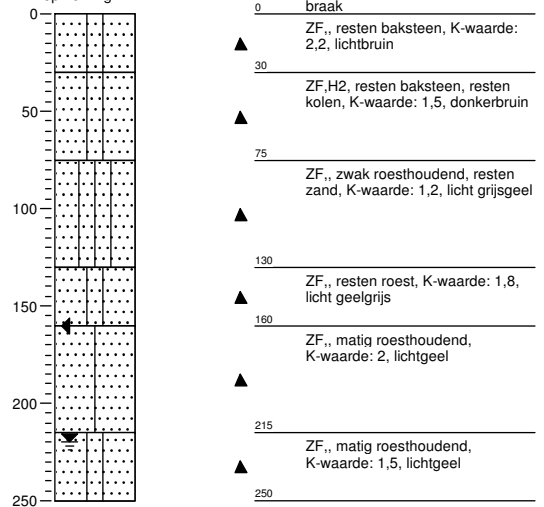 0
50
100
150
200
250
0
braak
ZF,, resten baksteen, K-waarde:
2,2, lichtbruin
30
ZF,H2, resten baksteen, resten
kolen, K-waarde: 1,5, donkerbruin
75
ZF,, zwak roesthoudend, resten
zand, K-waarde: 1,2, licht grijsgeel
130
ZF,, resten roest, K-waarde: 1,8,
licht geelgrijs
160
ZF,, matig roesthoudend,
K-waarde: 2, lichtgeel
215
ZF,, matig roesthoudend,
K-waarde: 1,5, lichtgeel
250